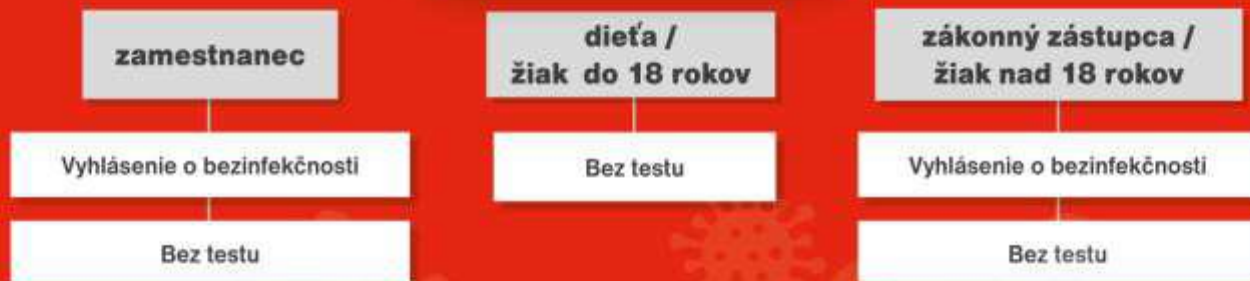 zamestnanec
Vyhlásenie o bezinfekčnosti
Bez testu
dieťa /
žiak do 18 rokov
Bez testu
zákonný zástupca /
žiak nad 18 rokov
Vyhlásenie o bezinfekčnosti
Bez testu